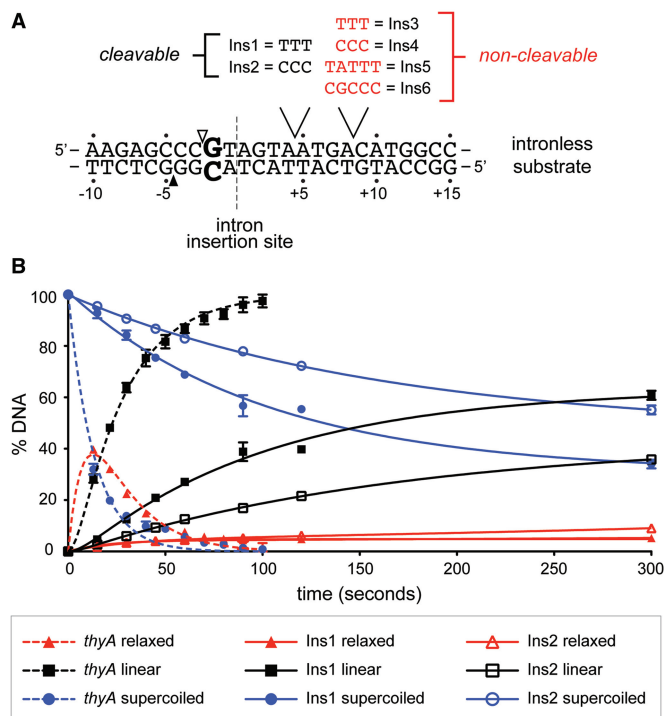 A
cleavable
Ins1 = TTT
Ins2 = CCC
TTT = Ins3
CCC = Ins4
TATTT = Ins5
CGCCC = Ins6
non-cleavable
5'- AAGAGCCCGTAGTAATGACATGGCC-
- TTCTCGGGCATCATTACTGTACCGG-5'
-10 -5 +5 +10 +15
intronless
substrate
intron
insertion site
B
% DNA
100
80
60
40
20
0
0 50 100 150 200 250 300
time (seconds)
thyA relaxed Ins1 relaxed Ins2 relaxed
thyA linear Ins1 linear Ins2 linear
thyA supercoiled Ins1 supercoiled Ins2 supercoiled